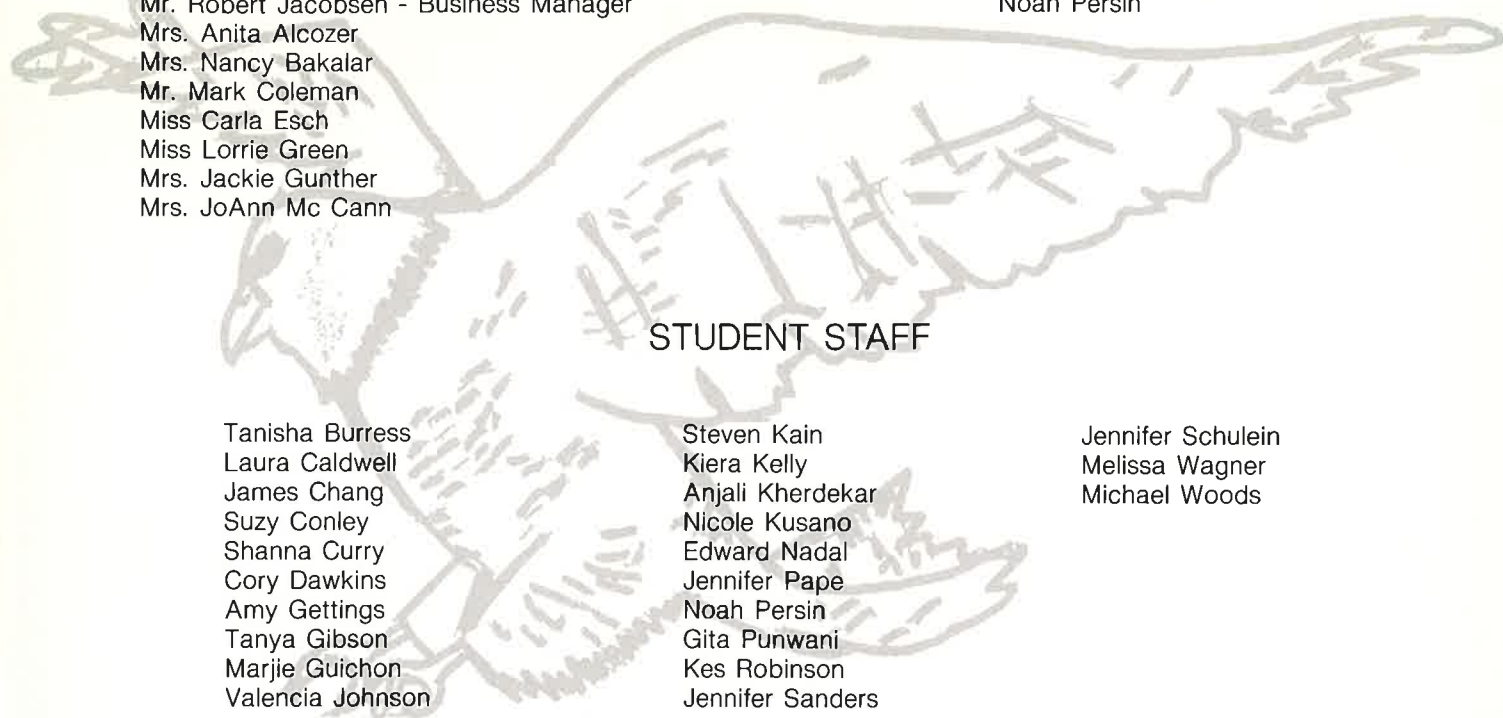 Mr. Robert Jacobsen - Business Manager
Mrs. Anita Alcozer
Mrs. Nancy Bakalar
Mr. Mark Coleman
Miss Carla Esch
Miss Lorrie Green
Mrs. Jackie Gunther
Mrs. JoAnn Mc Cann
Noah Persin
STUDENT STAFF
Tanisha Burress
Laura Caldwell
James Chang
Suzy Conley
Shanna Curry
Cory Dawkins
Amy Gettings
Tanya Gibson
Marjie Guichon
Valencia Johnson
Steven Kain
Kiera Kelly
Anjali Kherdekar
Nicole Kusano
Edward Nadal
Jennifer Pape
Noah Persin
Gita Punwani
Kes Robinson
Jennifer Sanders
Jennifer Schulein
Melissa Wagner
Michael Woods